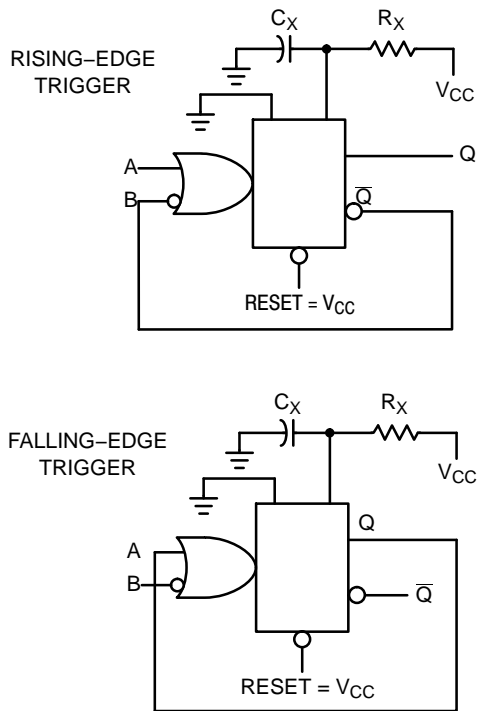 C_X
R_X
RISING–EDGE
TRIGGER
V_CC
A
Q
B
Q̅
RESET = V_CC
C_X
R_X
FALLING–EDGE
TRIGGER
V_CC
Q
A
B
Q̅
RESET = V_CC